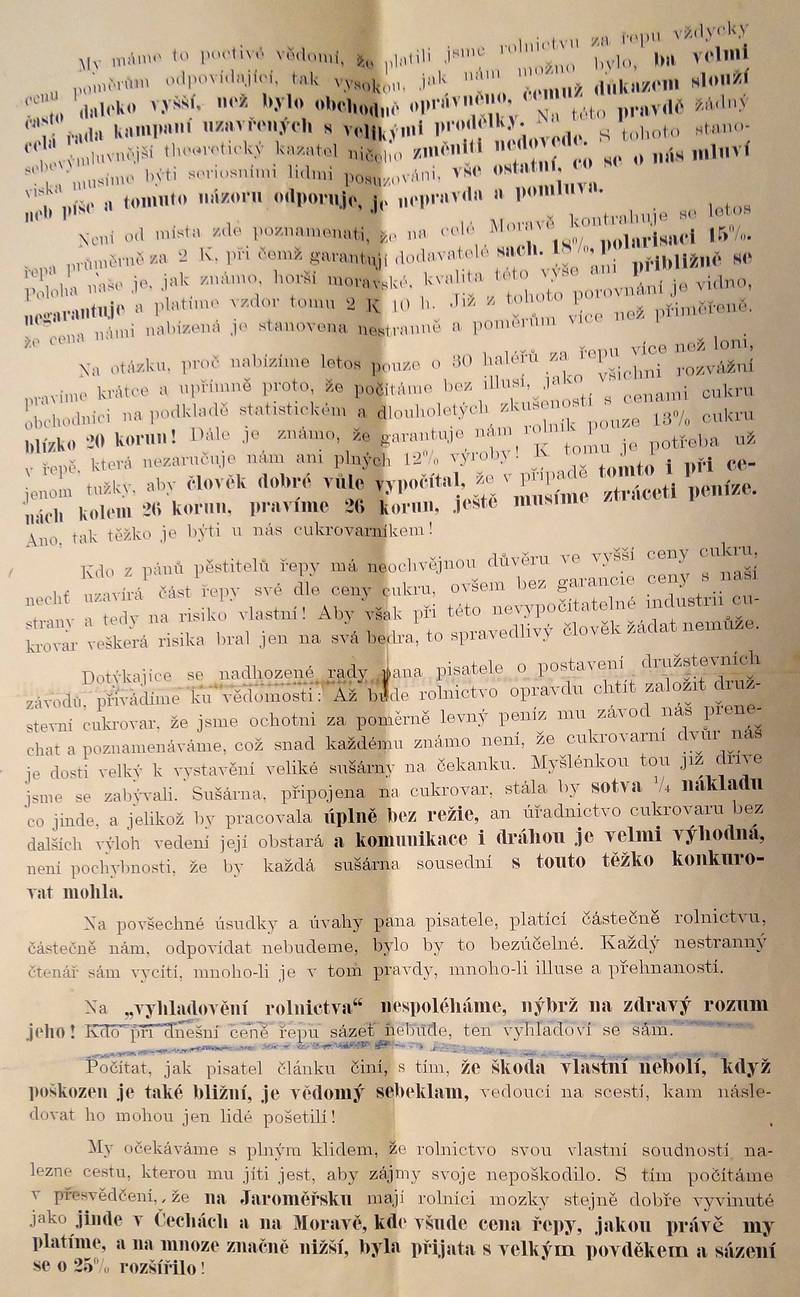 My máme to poctivé vědomí, že platili jsme rolnictvu za řepu vždycky
cenu poměrům odpovídající, tak vysokou, jak nám možno bylo, ba velmi
často daleko vyšší, než bylo obchodně oprávněno, čemuž důkazem slouží
celá řada kampaní uzavřených s velikými prodělky. Na této pravdě žádný
sebevýmluvnější theoretický kazatel ničeho změniti nedovede. S tohoto stano-
viska musíme býti seriosními lidmi posuzováni, vše ostatní, co se o nás mluví
neb píše a tomuto názoru odporuje, je nepravda a pomluva.
Není od místa zde poznamenati, že na celé Moravě kontrahuje se letos
řepa průměrně za 2 K, při čemž garantují dodavatelé sach. 18%, polarisaci 15%.
Poloha naše je, jak známo, horší moravské, kvalita této výše ani přibližně se
negarantuje a platíme vzdor tomu 2 K 10 h. Již z tohoto porovnání je vidno,
že cena námi nabízená je stanovena nestranně a poměrům více než přiměřeně.
Na otázku, proč nabízíme letos pouze o 30 haléřů za řepu více než loni,
pravíme krátce a upřímně proto, že počítáme bez illusí, jako všichni rozvážní
obchodníci na podkladě statistickém a dlouholetých zkušeností s cenami cukru
blízko 20 korun! Dále je známo, že garantuje nám rolník pouze 13% cukru
v řepě, která nezaručuje nám ani plných 12% výroby! K tomu je potřeba už
jenom tužky, aby člověk dobré vůle vypočítal, že v případě tomto i při ce-
nách kolem 26 korun, pravíme 26 korun, ještě musíme ztráceti peníze.
Ano, tak těžko je býti u nás cukrovarníkem!
Kdo z pánů pěstitelů řepy má neochvějnou důvěru ve vyšší ceny cukru,
nechť uzavírá část řepy své dle ceny cukru, ovšem bez garancie ceny s naší
strany a tedy na risiko vlastní! Aby však při této nevypočítatelné industrii cu-
krovar veškerá risika bral jen na svá bedra, to spravedlivý člověk žádat nemůže.
Dotýkajíce se nadhozené rady pana pisatele o postavení družstevních
závodů, přivádíme ku vědomosti: Až bude rolnictvo opravdu chtít založit druž-
stevní cukrovar, že jsme ochotni za poměrně levný peníz mu závod náš přene-
chat a poznamenáváme, což snad každému známo není, že cukrovarní dvůr náš
je dosti velký k vystavění veliké sušárny na čekanku. Myšlénkou tou již dříve
jsme se zabývali. Sušárna, připojena na cukrovar, stála by sotva ¼ nákladu
co jinde, a jelikož by pracovala úplně bez režie, an úřadnictvo cukrovaru bez
dalších výloh vedení její obstará a komunikace i dráhou je velmi výhodná,
není pochybnosti, že by každá sušárna sousední s touto těžko konkuro-
vat mohla.
Na povšechné úsudky a úvahy pana pisatele, platící částečně rolnictvu,
částečně nám, odpovídat nebudeme, bylo by to bezúčelné. Každý nestranný
čtenář sám vycítí, mnoho-li je v tom pravdy, mnoho-li illuse a přehnaností.
Na „vyhladovění rolnictva“ nespoléháme, nýbrž na zdravý rozum
jeho! Kdo při dnešní ceně řepu sázet nebude, ten vyhladoví se sám.
Počítat, jak pisatel článku činí, s tím, že škoda vlastní nebolí, když
poškozen je také bližní, je vědomý sebeklam, vedoucí na scestí, kam násle-
dovat ho mohou jen lidé pošetilí!
My očekáváme s plným klidem, že rolnictvo svou vlastní soudností na-
lezne cestu, kterou mu jíti jest, aby zájmy svoje nepoškodilo. S tím počítáme
v přesvědčení, že na Jaroměřsku mají rolníci mozky stejně dobře vyvinuté
jako jinde v Čechách a na Moravě, kde všude cena řepy, jakou právě my
platíme, a na mnoze značně nižší, byla přijata s velkým povděkem a sázení
se o 25% rozšířilo!